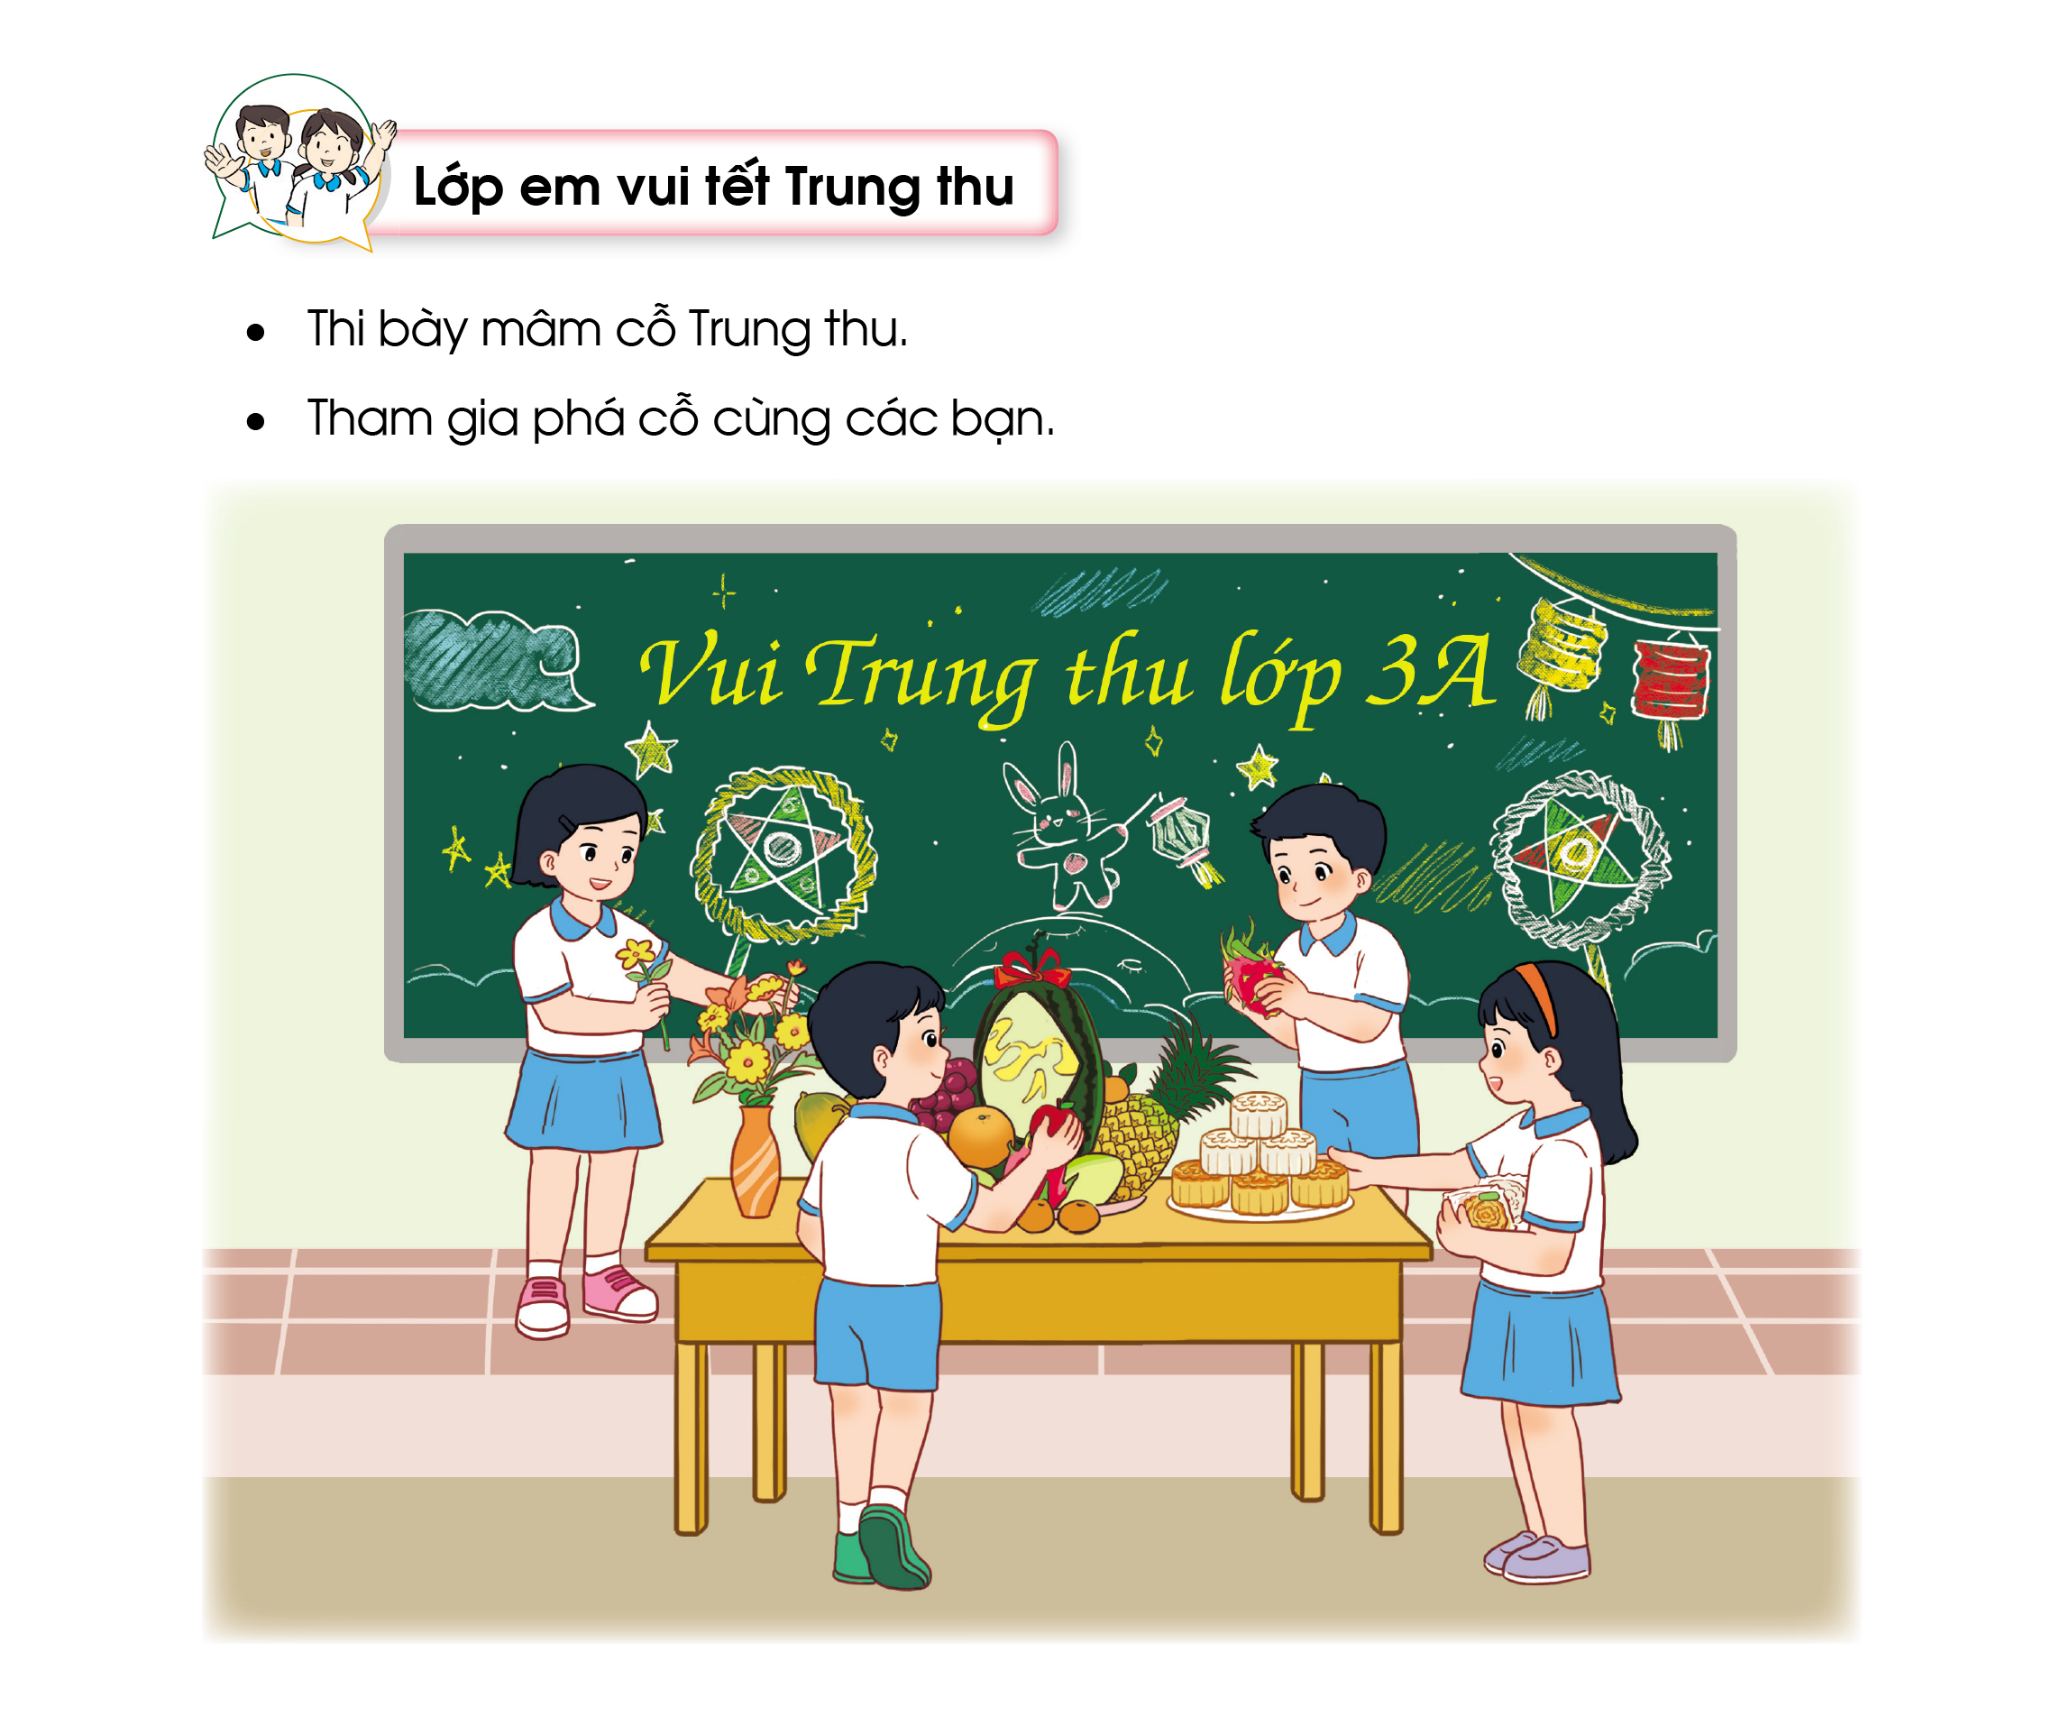 Lớp em vui tết Trung thu
• Thi bày mâm cỗ Trung thu.
• Tham gia phá cỗ cùng các bạn.
Vui Trung thu lớp 3A